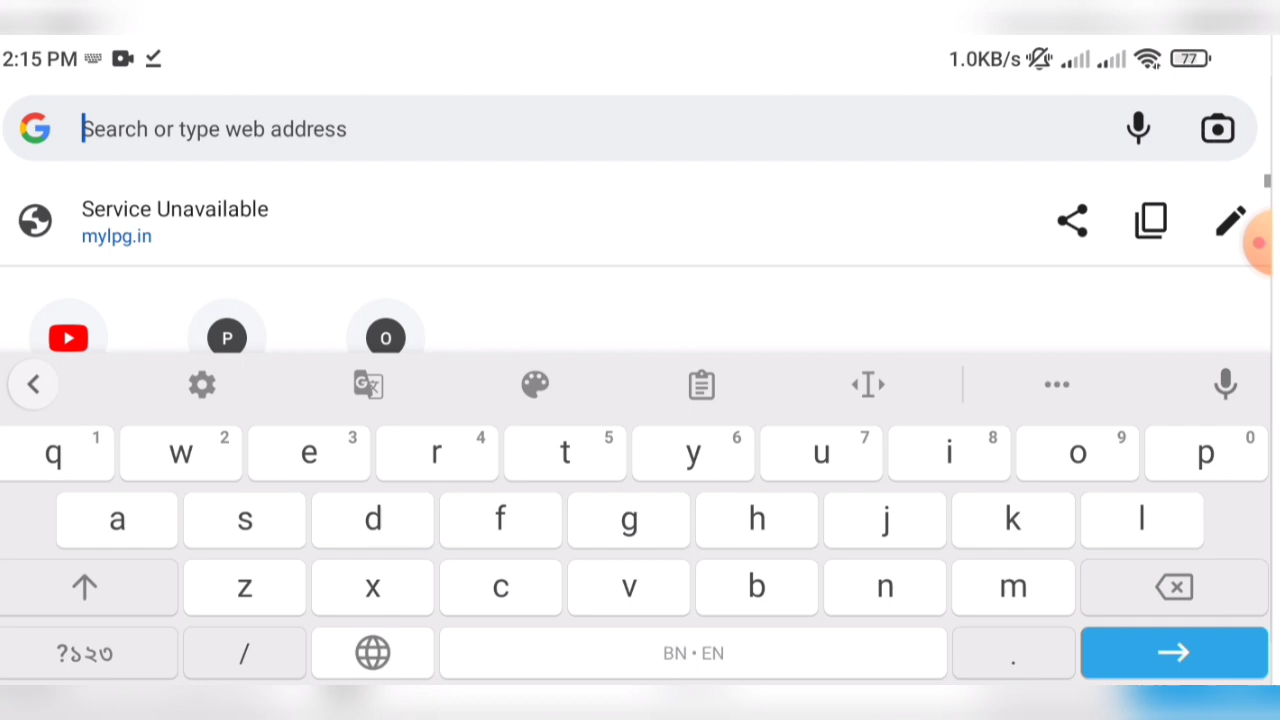 2:15 PM
1.0KB/s
77
Search or type web address
Service Unavailable
mylpg.in
P
O
q 1 w 2 e 3 r 4 t 5 y 6 u 7 i 8 o 9 p 0
a s d f g h j k l
z x c v b n m
?১২৩ / BN • EN .